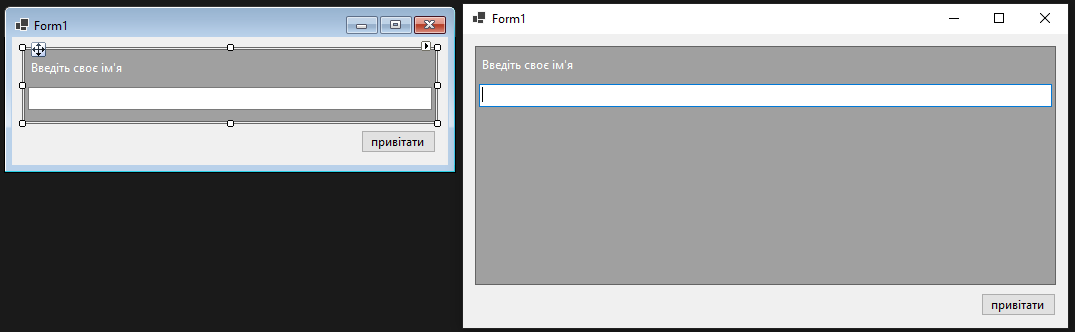 Form1
Введіть своє ім'я
привітати
Form1
Введіть своє ім'я
привітати